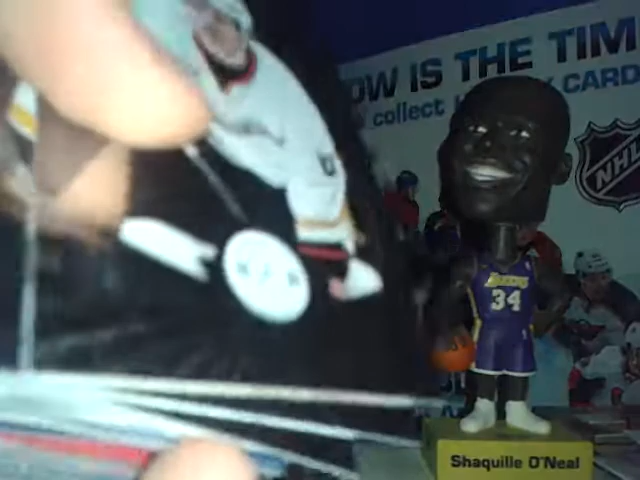 OW IS THE TIM
collect
CARD
NHL
LAKERS
34
Shaquille O'Neal